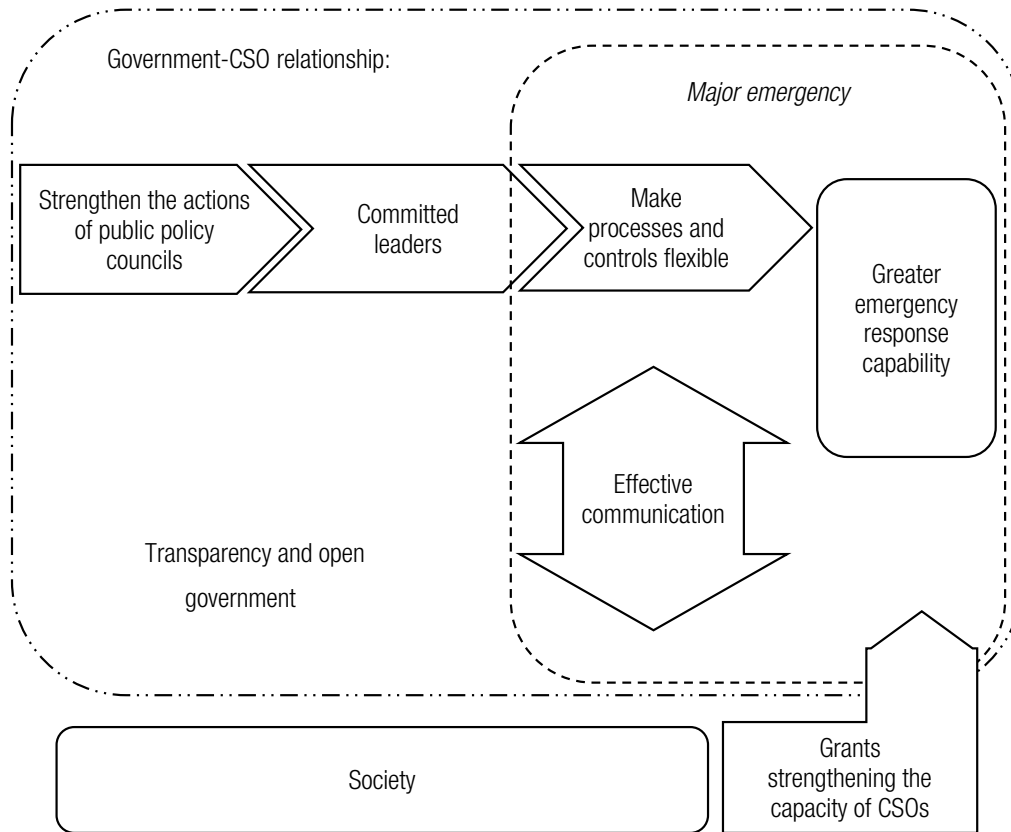 Government-CSO relationship:
Major emergency
Strengthen the actions
of public policy
councils
Committed
leaders
Make
processes and
controls flexible
Greater
emergency
response
capability
Effective
communication
Transparency and open
government
Society
Grants
strengthening the
capacity of CSOs